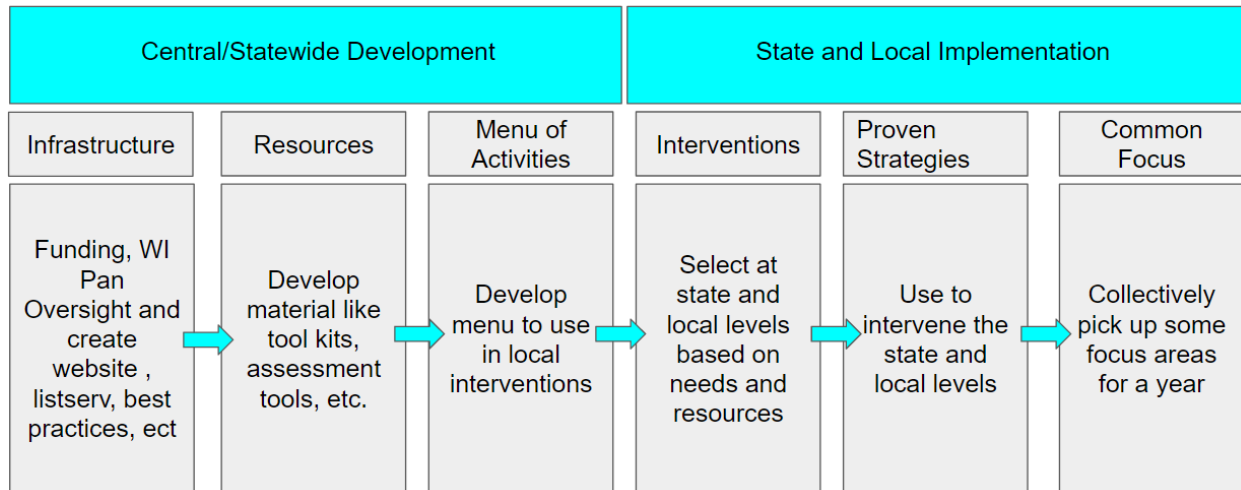 Central/Statewide Development
State and Local Implementation
Infrastructure
Resources
Menu of
Activities
Interventions
Proven
Strategies
Common
Focus
Funding, WI
Pan
Oversight and
create
website ,
listserv, best
practices, ect
Develop
material like
tool kits,
assessment
tools, etc.
Develop
menu to use
in local
interventions
Select at
state and
local levels
based on
needs and
resources
Use to
intervene the
state and
local levels
Collectively
pick up some
focus areas
for a year